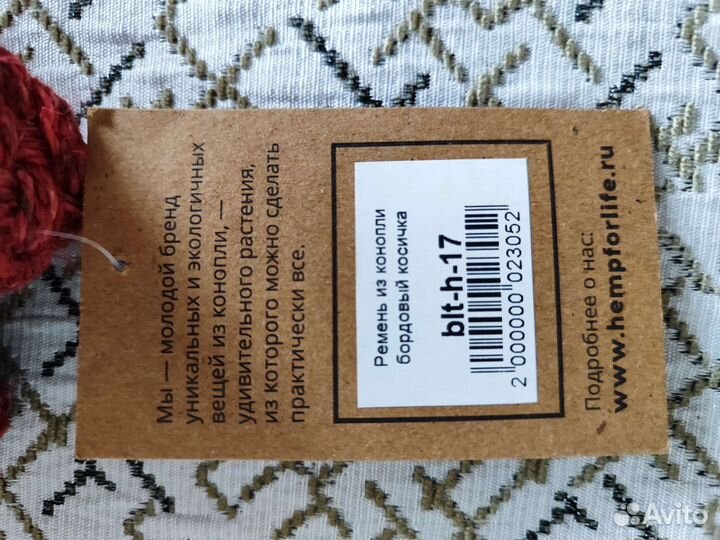 Мы — молодой бренд
уникальных и экологичных
вещей из конопли, —
удивительного растения,
из которого можно сделать
практически все.
Ремень из конопли
бордовый косичка
blt-h-17
2 000000 023052
Подробнее о нас:
www.hempforlife.ru
Avito